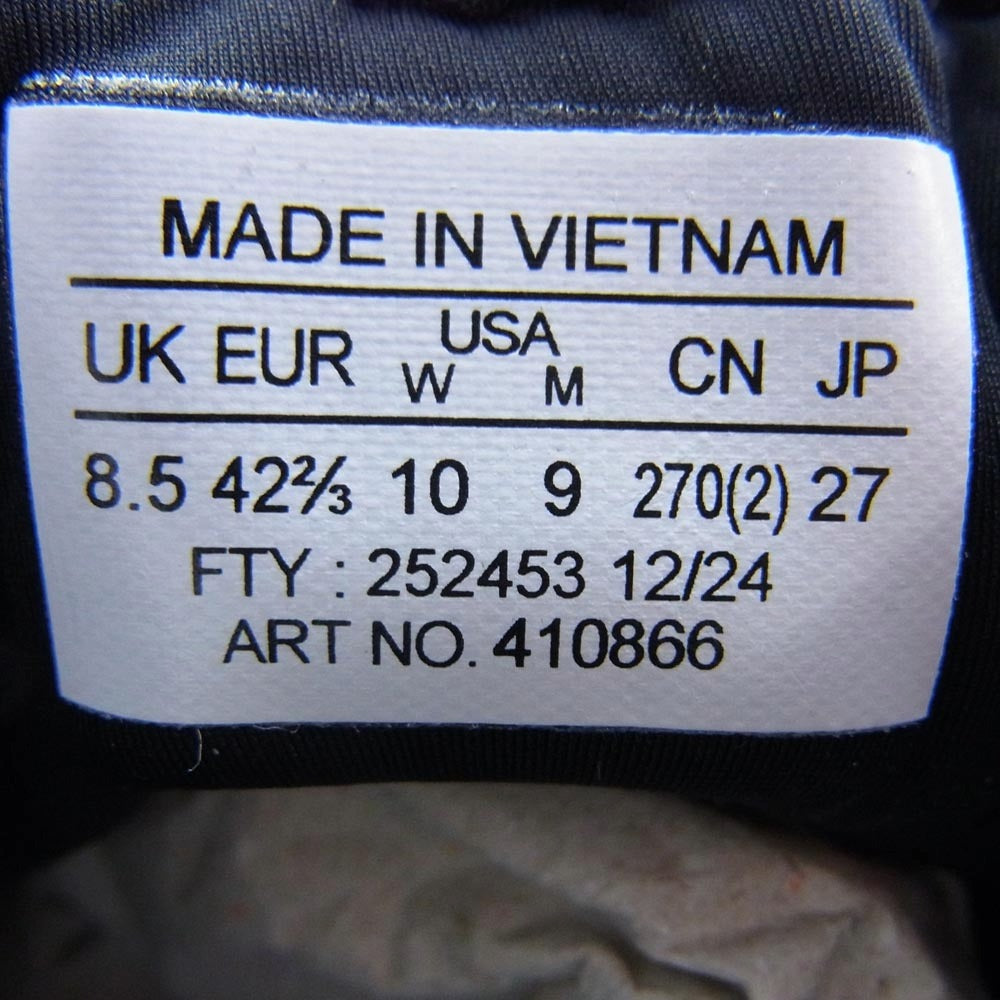 MADE IN VIETNAM
UK EUR USA CN JP
W M
8.5 42⅔ 10 9 270(2) 27
FTY : 252453 12/24
ART NO. 410866